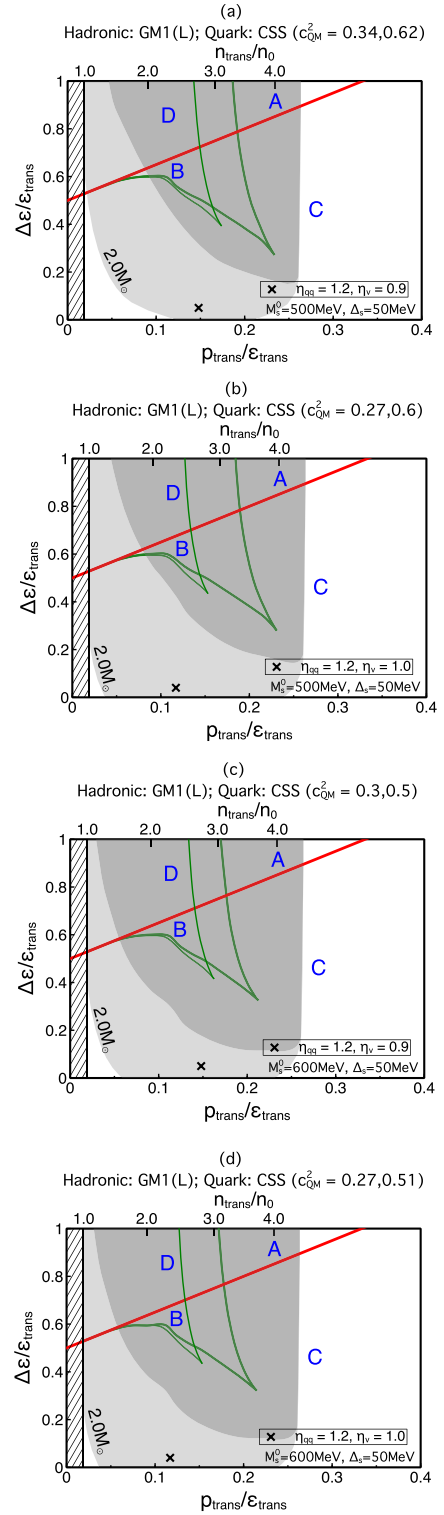 (a)
Hadronic: GM1(L); Quark: CSS (c²QM = 0.34,0.62)
ntrans/n0
1.0 2.0 3.0 4.0
1
0.8
0.6
0.4
0.2
0
Δε/εtrans
A
D
B
C
2.0M⊙
× ηqq = 1.2, ηv = 0.9
Ms⁰=500MeV, Δs=50MeV
0 0.1 0.2 0.3 0.4
ptrans/εtrans
(b)
Hadronic: GM1(L); Quark: CSS (c²QM = 0.27,0.6)
ntrans/n0
1.0 2.0 3.0 4.0
1
0.8
0.6
0.4
0.2
0
Δε/εtrans
A
D
B
C
2.0M⊙
× ηqq = 1.2, ηv = 1.0
Ms⁰=500MeV, Δs=50MeV
0 0.1 0.2 0.3 0.4
ptrans/εtrans
(c)
Hadronic: GM1(L); Quark: CSS (c²QM = 0.3,0.5)
ntrans/n0
1.0 2.0 3.0 4.0
1
0.8
0.6
0.4
0.2
0
Δε/εtrans
A
D
B
C
2.0M⊙
× ηqq = 1.2, ηv = 0.9
Ms⁰=600MeV, Δs=50MeV
0 0.1 0.2 0.3 0.4
ptrans/εtrans
(d)
Hadronic: GM1(L); Quark: CSS (c²QM = 0.27,0.51)
ntrans/n0
1.0 2.0 3.0 4.0
1
0.8
0.6
0.4
0.2
0
Δε/εtrans
A
D
B
C
2.0M⊙
× ηqq = 1.2, ηv = 1.0
Ms⁰=600MeV, Δs=50MeV
0 0.1 0.2 0.3 0.4
ptrans/εtrans